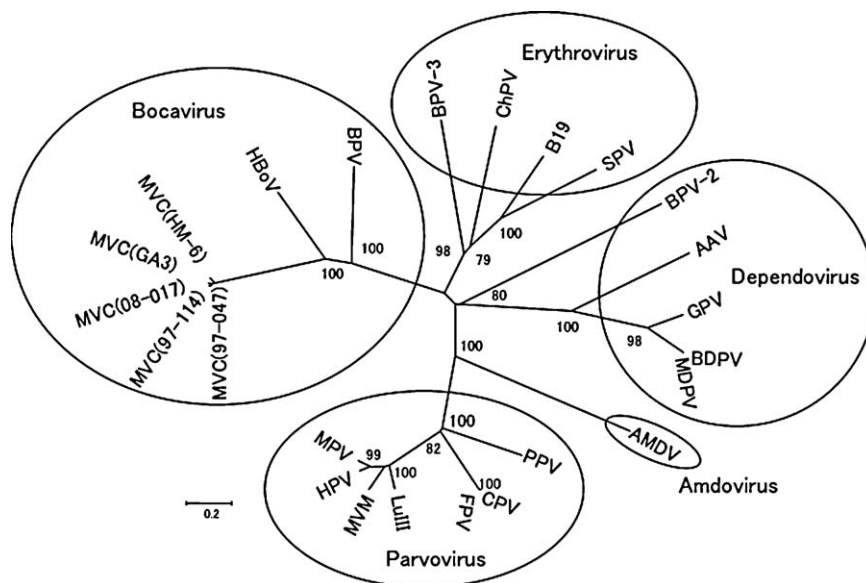 Erythrovirus
BPV-3
ChPV
B19
SPV
100
98
79
Bocavirus
HBoV
BPV
MVC(HM-6)
MVC(GA3)
MVC(08-017)
MVC(97-114)
MVC(97-047)
100
100
BPV-2
AAV
Dependovirus
GPV
BDPV
MDPV
80
100
98
100
AMDV
Amdovirus
100
82
PPV
MPV
99
HPV
100
MVM
LuIII
100
FPV
CPV
Parvovirus
0.2